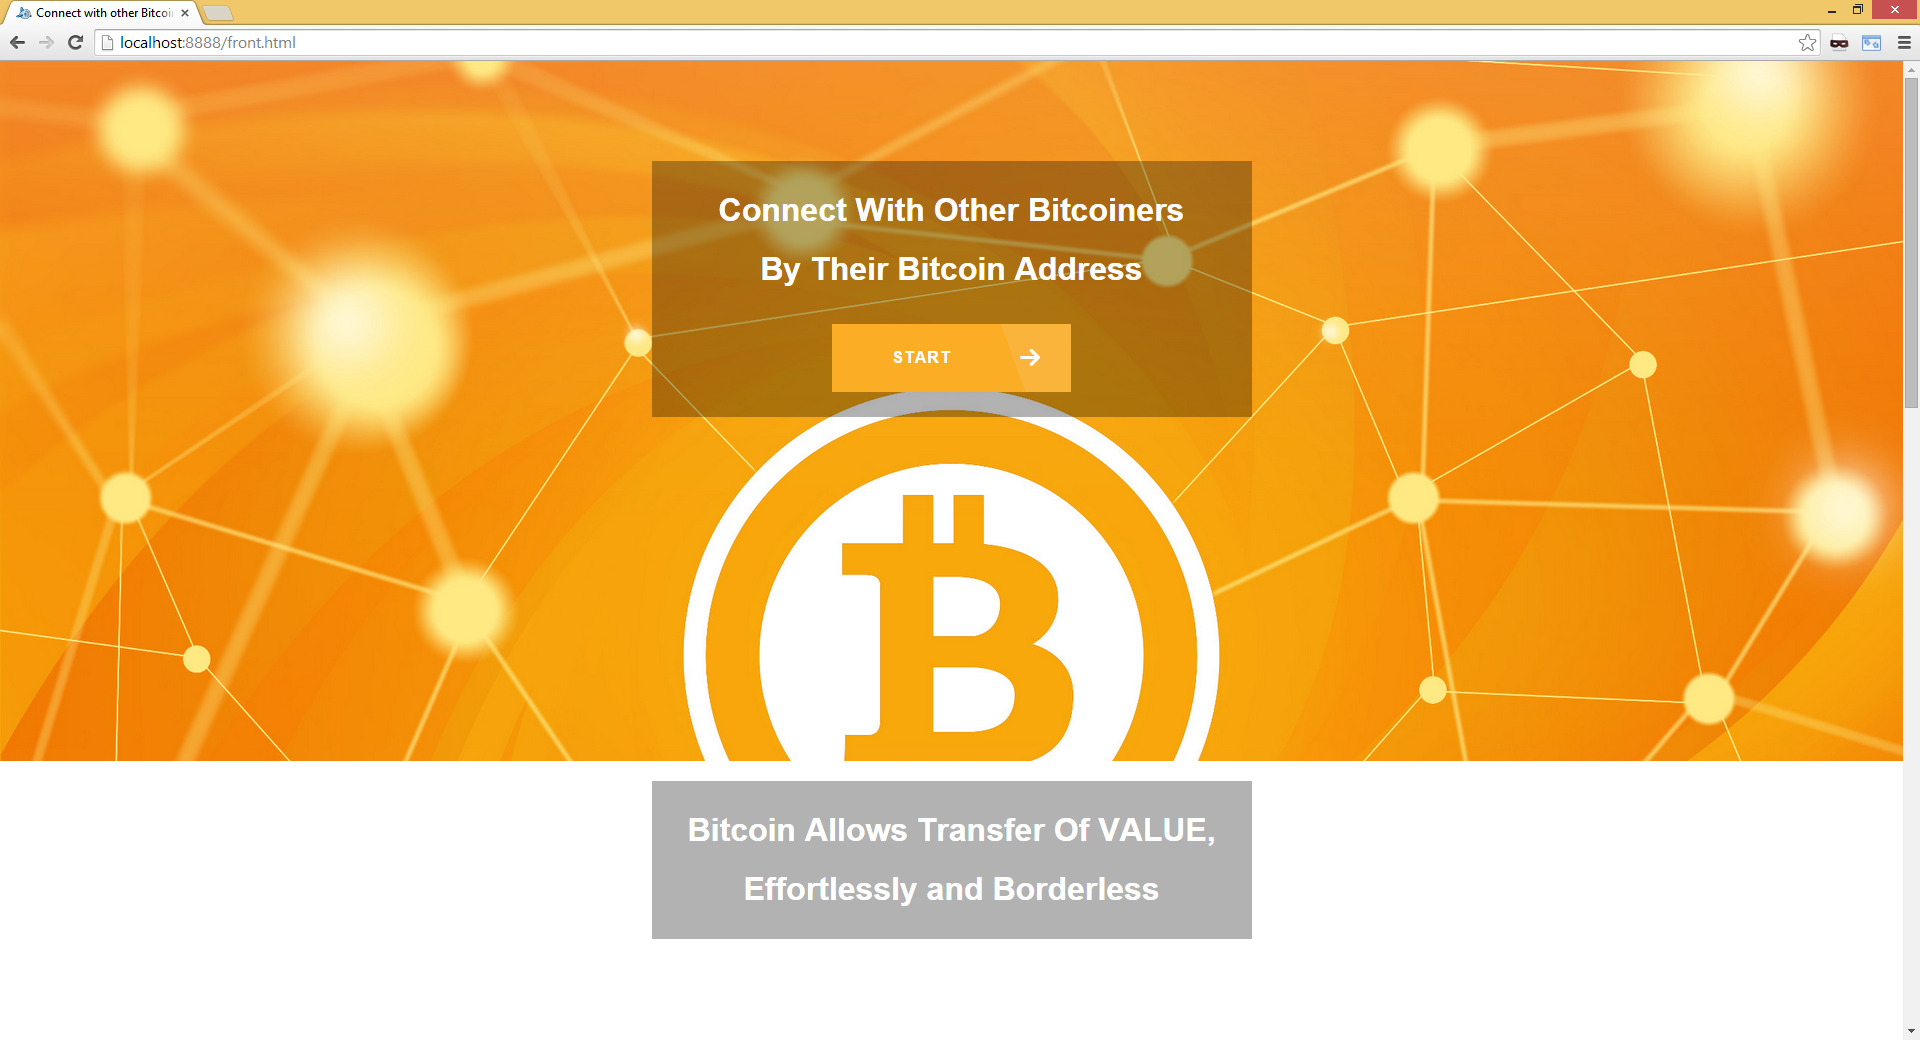 Connect with other Bitcoi
localhost:8888/front.html
Connect With Other Bitcoiners
By Their Bitcoin Address
START
Bitcoin Allows Transfer Of VALUE,
Effortlessly and Borderless